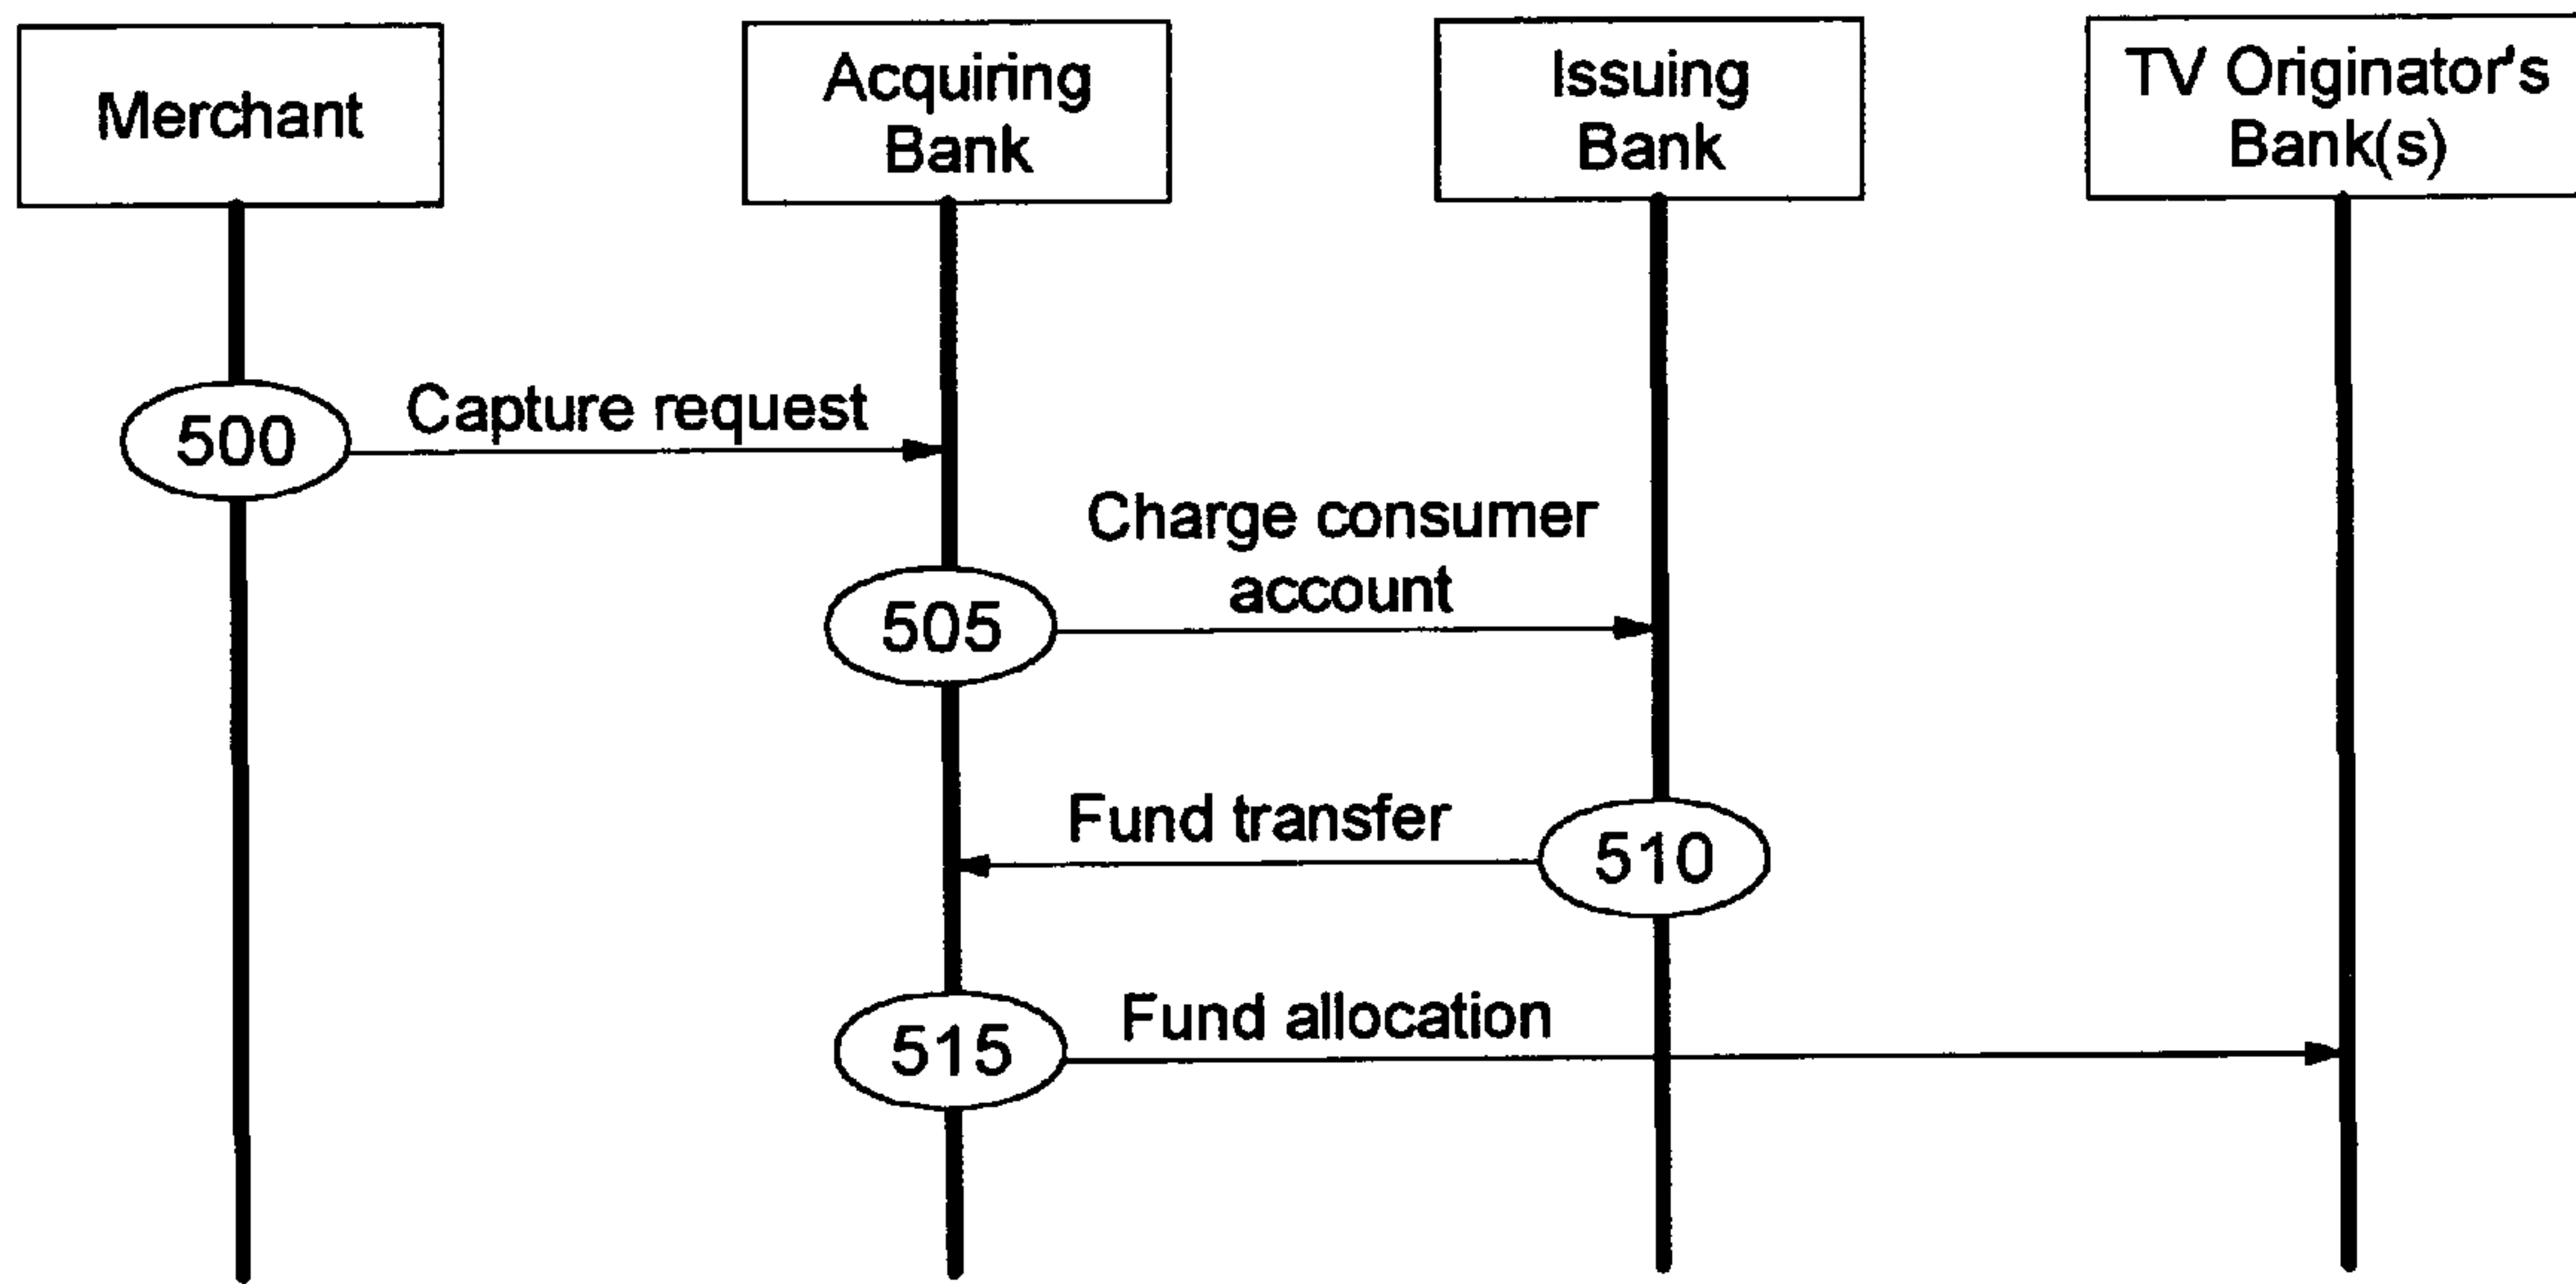 Merchant
Acquiring
Bank
Issuing
Bank
TV Originator's
Bank(s)
500
Capture request
Charge consumer
account
505
Fund transfer
510
Fund allocation
515